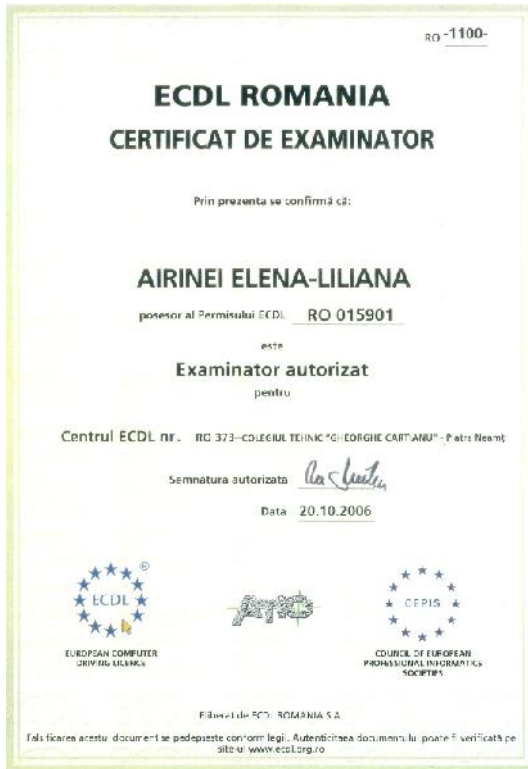 RO -1100-
ECDL ROMANIA
CERTIFICAT DE EXAMINATOR
Prin prezenta se confirmă că:
AIRINEI ELENA-LILIANA
posesor al Permisului ECDL RO 015901
este
Examinator autorizat
pentru
Centrul ECDL nr. RO 373-COLEGIUL TEHNIC "GHEORGHE CARTIANU" - Piatra Neamț
Semnatura autorizata
Data 20.10.2006
ECDL ®
ATIC
CEPIS
EUROPEAN COMPUTER
DRIVING LICENCE
COUNCIL OF EUROPEAN
PROFESSIONAL INFORMATICS
SOCIETIES
Eliberat de ECDL ROMANIA S.A.
Falsificarea acestui document se pedepseste conform legii. Autenticitatea documentului poate fi verificată pe
site-ul www.ecdl.org.ro